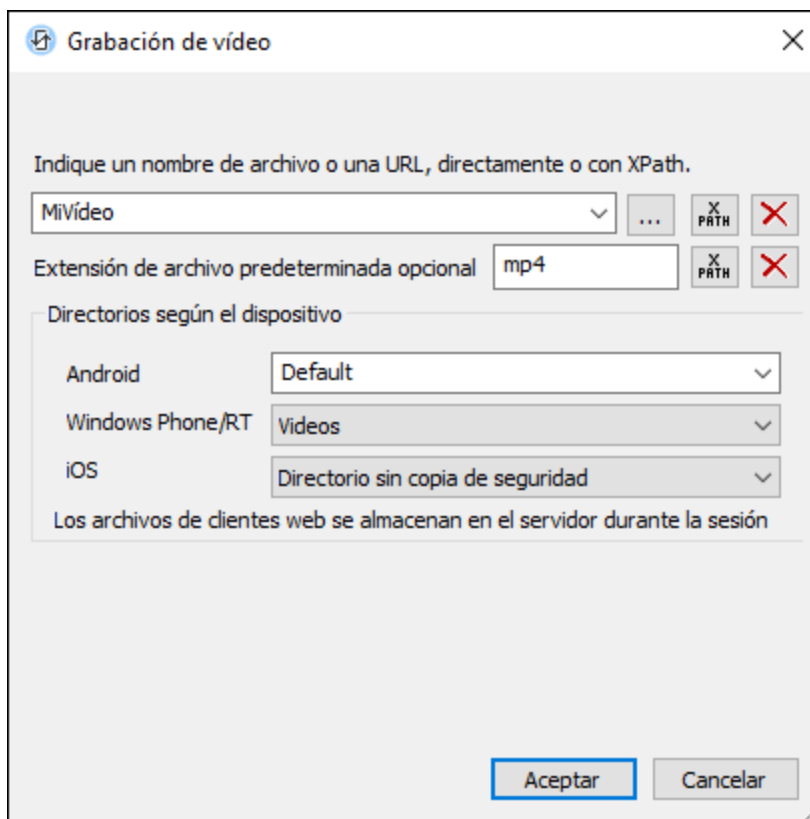 Grabación de vídeo
Indique un nombre de archivo o una URL, directamente o con XPath.
MiVídeo ... X PATH
Extensión de archivo predeterminada opcional mp4 X PATH
Directorios según el dispositivo
Android Default
Windows Phone/RT Videos
iOS Directorio sin copia de seguridad
Los archivos de clientes web se almacenan en el servidor durante la sesión
Aceptar Cancelar